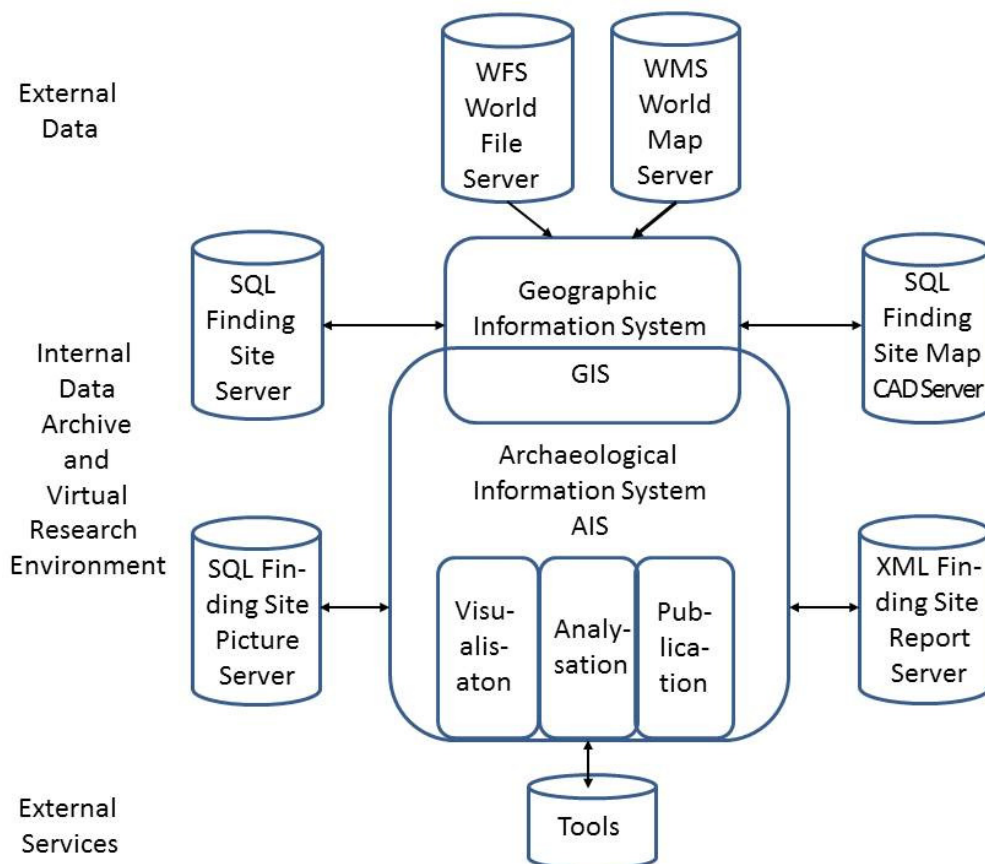 External
Data
WFS
World
File
Server
WMS
World
Map
Server
SQL
Finding
Site
Server
Geographic
Information System
GIS
SQL
Finding
Site Map
CAD Server
Internal
Data
Archive
and
Virtual
Research
Environment
Archaeological
Information System
AIS
SQL Fin-
ding Site
Picture
Server
Visu-
alis-
aton
Analy-
sation
Pub-
lica-
tion
XML Fin-
ding Site
Report
Server
External
Services
Tools